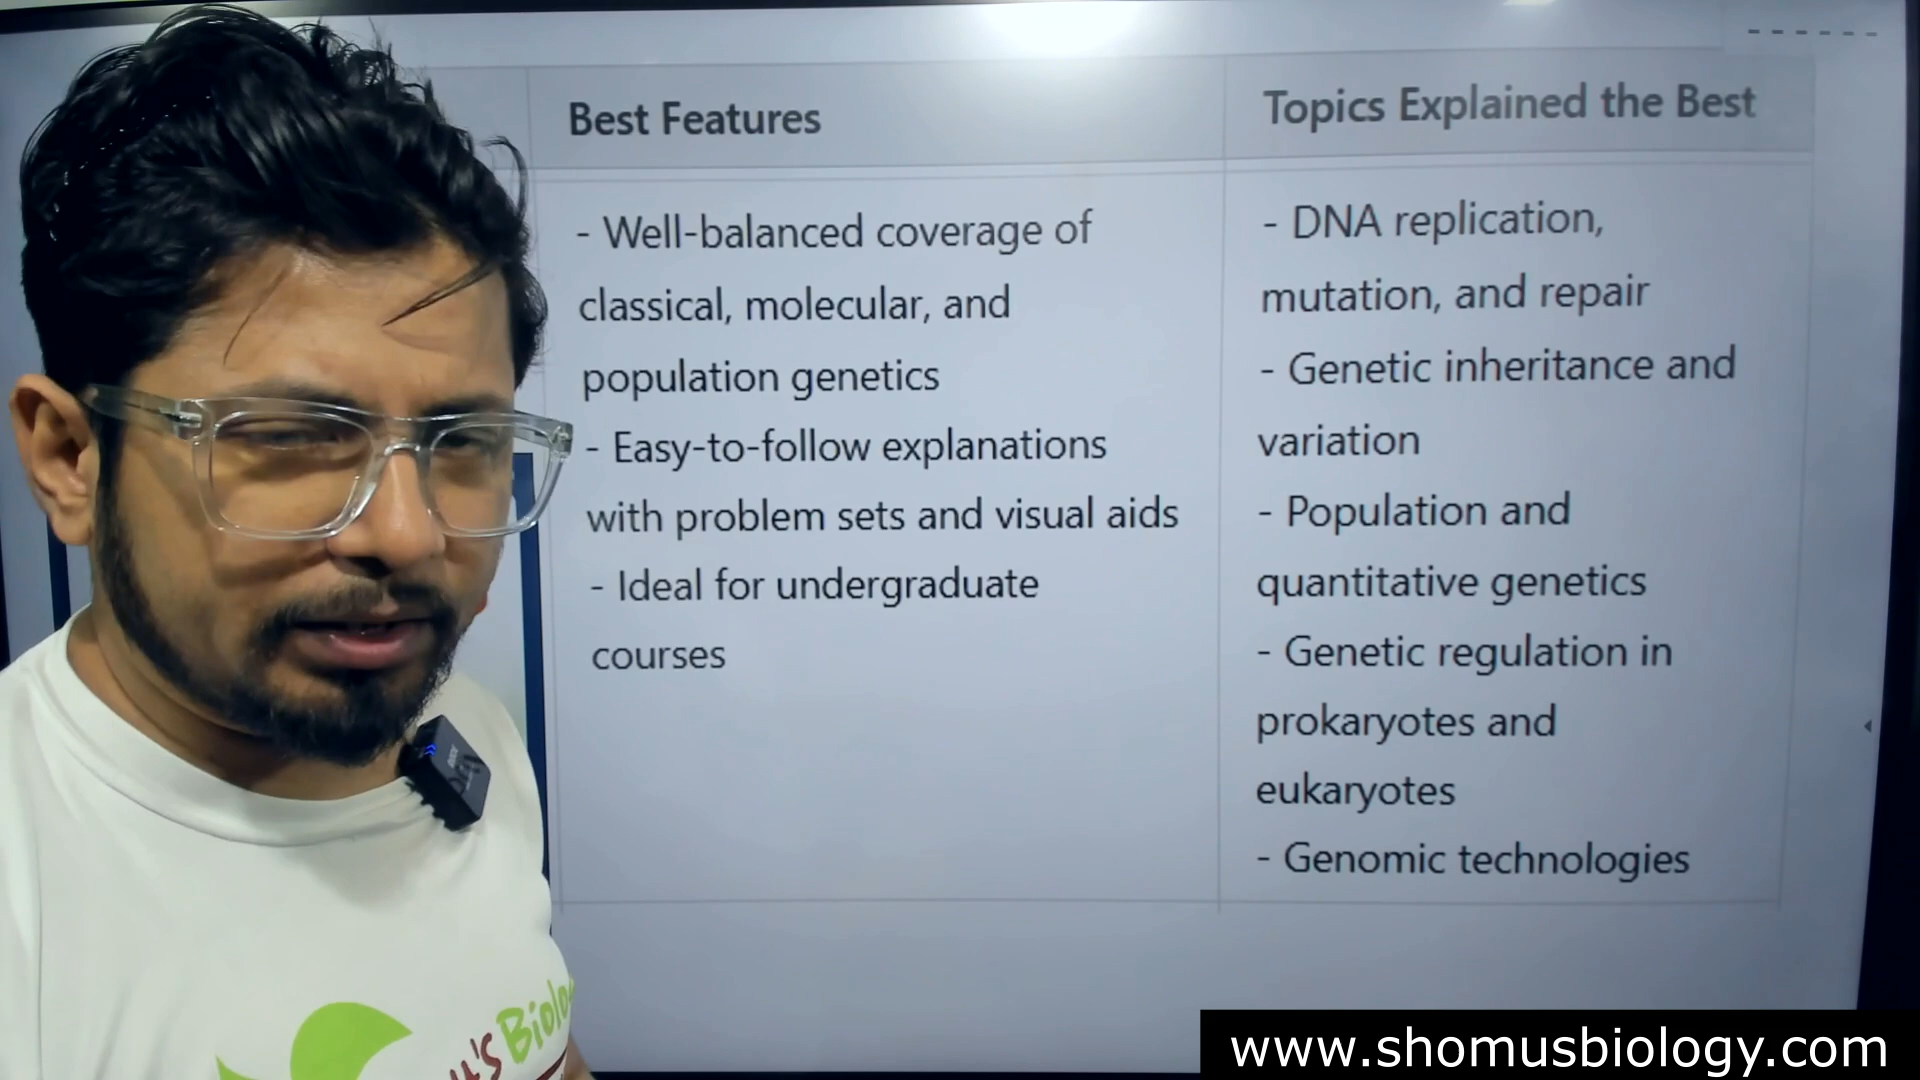 Best Features
- Well-balanced coverage of
classical, molecular, and
population genetics
- Easy-to-follow explanations
with problem sets and visual aids
- Ideal for undergraduate
courses
Topics Explained the Best
- DNA replication,
mutation, and repair
- Genetic inheritance and
variation
- Population and
quantitative genetics
- Genetic regulation in
prokaryotes and
eukaryotes
- Genomic technologies
www.shomusbiology.com